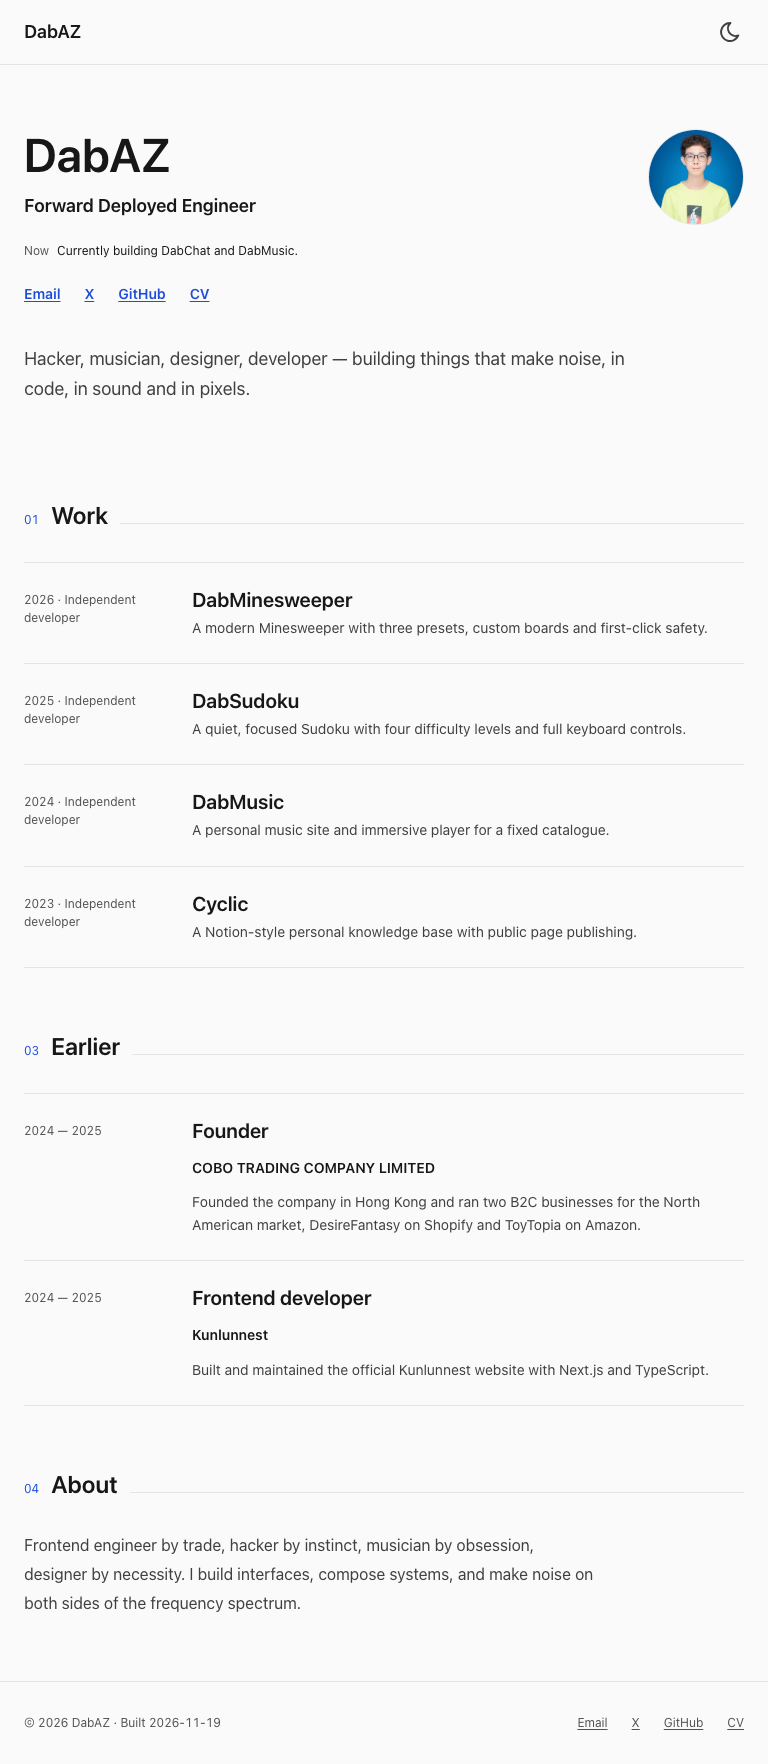 DabAZ
DabAZ
Forward Deployed Engineer
Now Currently building DabChat and DabMusic.
Email X GitHub CV
Hacker, musician, designer, developer — building things that make noise, in
code, in sound and in pixels.
01 Work
2026 · Independent
developer
DabMinesweeper
A modern Minesweeper with three presets, custom boards and first-click safety.
2025 · Independent
developer
DabSudoku
A quiet, focused Sudoku with four difficulty levels and full keyboard controls.
2024 · Independent
developer
DabMusic
A personal music site and immersive player for a fixed catalogue.
2023 · Independent
developer
Cyclic
A Notion-style personal knowledge base with public page publishing.
03 Earlier
2024 — 2025
Founder
COBO TRADING COMPANY LIMITED
Founded the company in Hong Kong and ran two B2C businesses for the North
American market, DesireFantasy on Shopify and ToyTopia on Amazon.
2024 — 2025
Frontend developer
Kunlunnest
Built and maintained the official Kunlunnest website with Next.js and TypeScript.
04 About
Frontend engineer by trade, hacker by instinct, musician by obsession,
designer by necessity. I build interfaces, compose systems, and make noise on
both sides of the frequency spectrum.
© 2026 DabAZ · Built 2026-11-19
Email X GitHub CV